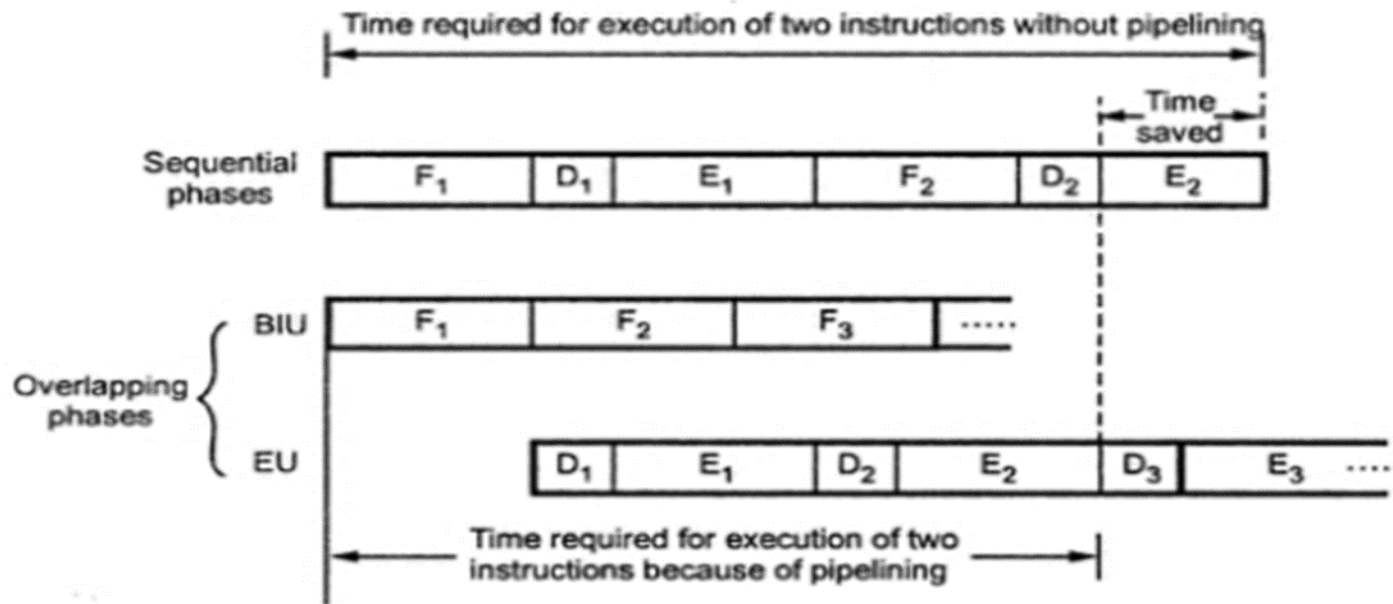 Time required for execution of two instructions without pipelining
Time
saved
Sequential
phases
F₁ D₁ E₁ F₂ D₂ E₂
BIU F₁ F₂ F₃ .....
Overlapping
phases
EU D₁ E₁ D₂ E₂ D₃ E₃ ....
Time required for execution of two
instructions because of pipelining